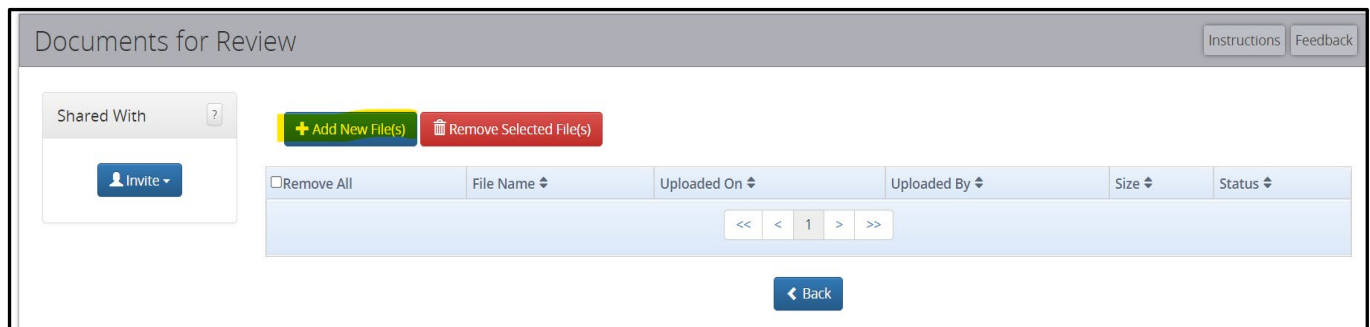 Documents for Review
Instructions Feedback
Shared With ?
+ Add New File(s) Remove Selected File(s)
Invite
Remove All File Name Uploaded On Uploaded By Size Status
<< < 1 > >>
Back